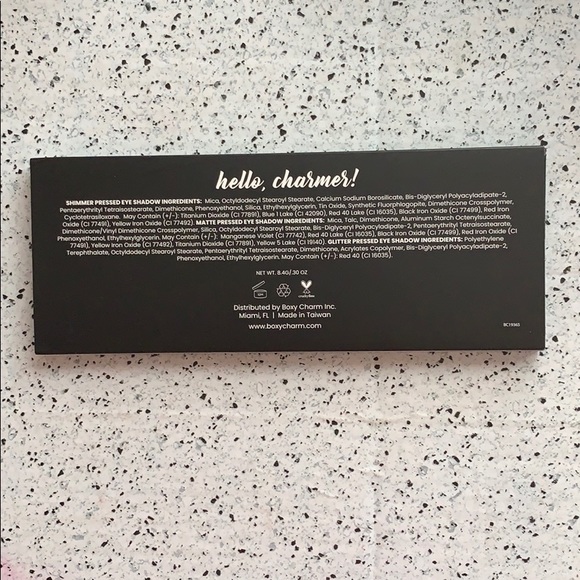 hello, charmer!
SHIMMER PRESSED EYE SHADOW INGREDIENTS: Mica, Octyldodecyl Stearoyl Stearate, Calcium Sodium Borosilicate, Bis-Diglyceryl Polyacyladipate-2,
Pentaerythrityl Tetraisostearate, Dimethicone, Phenoxyethanol, Silica, Ethylhexylglycerin, Tin Oxide, Synthetic Fluorphlogopite, Dimethicone Crosspolymer,
Cyclotetrasiloxane. May Contain (+/-): Titanium Dioxide (CI 77891), Blue 1 Lake (CI 42090), Red 40 Lake (CI 16035), Black Iron Oxide (CI 77499), Red Iron
Oxide (CI 77491), Yellow Iron Oxide (CI 77492). MATTE PRESSED EYE SHADOW INGREDIENTS: Mica, Talc, Dimethicone, Aluminum Starch Octenylsuccinate,
Dimethicone/Vinyl Dimethicone Crosspolymer, Silica, Octyldodecyl Stearoyl Stearate, Bis-Diglyceryl Polyacyladipate-2, Pentaerythrityl Tetraisostearate,
Phenoxyethanol, Ethylhexylglycerin. May Contain (+/-): Manganese Violet (CI 77742), Red 40 Lake (CI 16035), Black Iron Oxide (CI 77499), Red Iron Oxide (CI
77491), Yellow Iron Oxide (CI 77492), Titanium Dioxide (CI 77891), Yellow 5 Lake (CI 19140). GLITTER PRESSED EYE SHADOW INGREDIENTS: Polyethylene
Terephthalate, Octyldodecyl Stearoyl Stearate, Pentaerythrityl Tetraisostearate, Dimethicone, Acrylates Copolymer, Bis-Diglyceryl Polyacyladipate-2,
Phenoxyethanol, Ethylhexylglycerin. May Contain (+/-): Red 40 (CI 16035).
NET WT. 8.4G/.30 OZ
Distributed by Boxy Charm Inc.
Miami, FL | Made in Taiwan
www.boxycharm.com